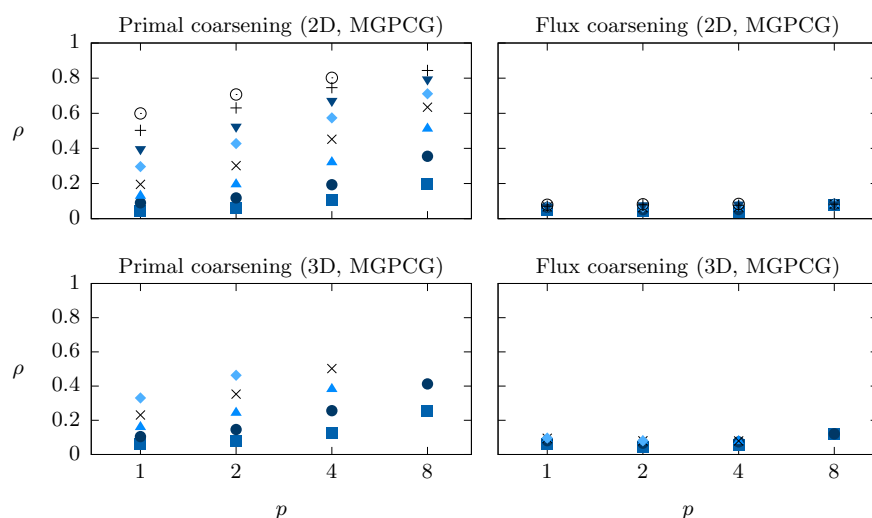 Primal coarsening (2D, MGPCG)
Flux coarsening (2D, MGPCG)
1
0.8
0.6
0.4
0.2
0
ρ
Primal coarsening (3D, MGPCG)
Flux coarsening (3D, MGPCG)
1
0.8
0.6
0.4
0.2
0
ρ
1 2 4 8
1 2 4 8
p
p